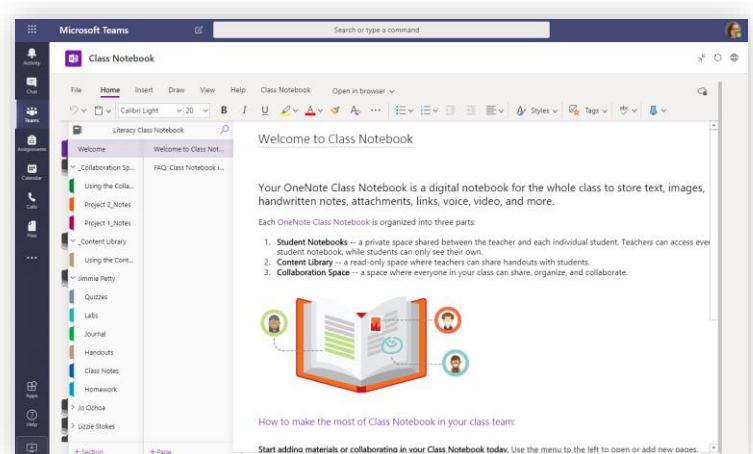 Microsoft Teams
Search or type a command
Activity
Chat
Teams
Assignments
Calendar
Calls
Files
Apps
Help
Class Notebook
File Home Insert Draw View Help Class Notebook Open in browser
Calibri Light 20 B I U A Styles Tags
Literacy Class Notebook
Welcome
_Collaboration Sp...
Using the Colla...
Project 2_Notes
Project 1_Notes
_Content Library
Using the Cont...
Jimmie Petty
Quizzes
Labs
Journal
Handouts
Class Notes
Homework
Jo Ochoa
Lizzie Stokes
+ Section
Welcome to Class Not...
FAQ: Class Notebook i...
+ Page
Welcome to Class Notebook
Your OneNote Class Notebook is a digital notebook for the whole class to store text, images,
handwritten notes, attachments, links, voice, video, and more.
Each OneNote Class Notebook is organized into three parts:
1. Student Notebooks -- a private space shared between the teacher and each individual student. Teachers can access ever
student notebook, while students can only see their own.
2. Content Library -- a read-only space where teachers can share handouts with students.
3. Collaboration Space -- a space where everyone in your class can share, organize, and collaborate.
How to make the most of Class Notebook in your class team:
Start adding materials or collaborating in your Class Notebook today. Use the menu to the left to open or add new pages.